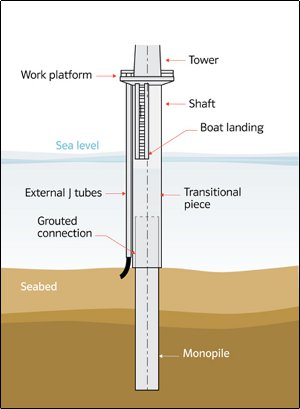 Tower
Work platform
Shaft
Boat landing
Sea level
External J tubes
Transitional
piece
Grouted
connection
Seabed
Monopile